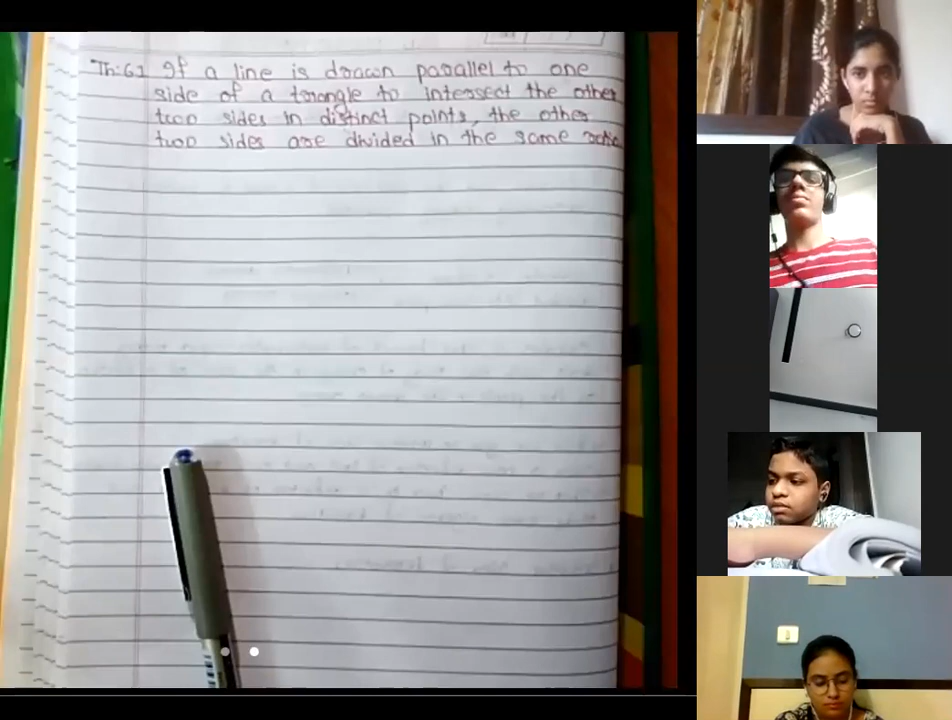 Th:6.1 If a line is drawn parallel to one
side of a triangle to intersect the other
two sides in distinct points, the other
two sides are divided in the same ratio